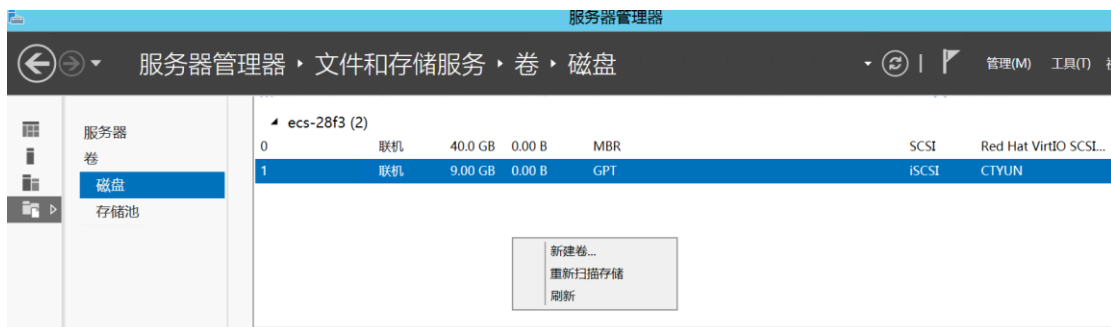 服务器管理器
服务器管理器 ‣ 文件和存储服务 ‣ 卷 ‣ 磁盘
管理(M) 工具(T)
服务器
卷
磁盘
存储池
ecs-28f3 (2)
0 联机 40.0 GB 0.00 B MBR SCSI Red Hat VirtIO SCSI...
1 联机 9.00 GB 0.00 B GPT iSCSI CTYUN
新建卷...
重新扫描存储
刷新